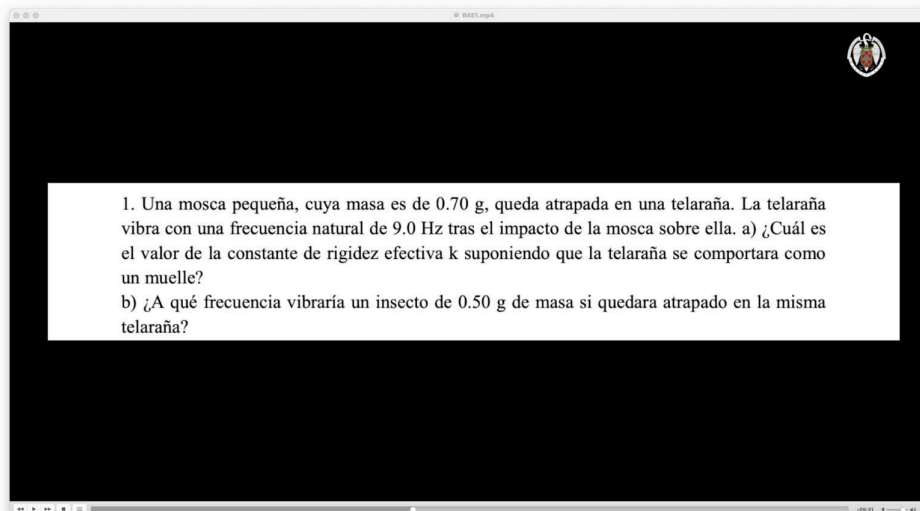 8481.mp4
1. Una mosca pequeña, cuya masa es de 0.70 g, queda atrapada en una telaraña. La telaraña
vibra con una frecuencia natural de 9.0 Hz tras el impacto de la mosca sobre ella. a) ¿Cuál es
el valor de la constante de rigidez efectiva k suponiendo que la telaraña se comportara como
un muelle?
b) ¿A qué frecuencia vibraría un insecto de 0.50 g de masa si quedara atrapado en la misma
telaraña?